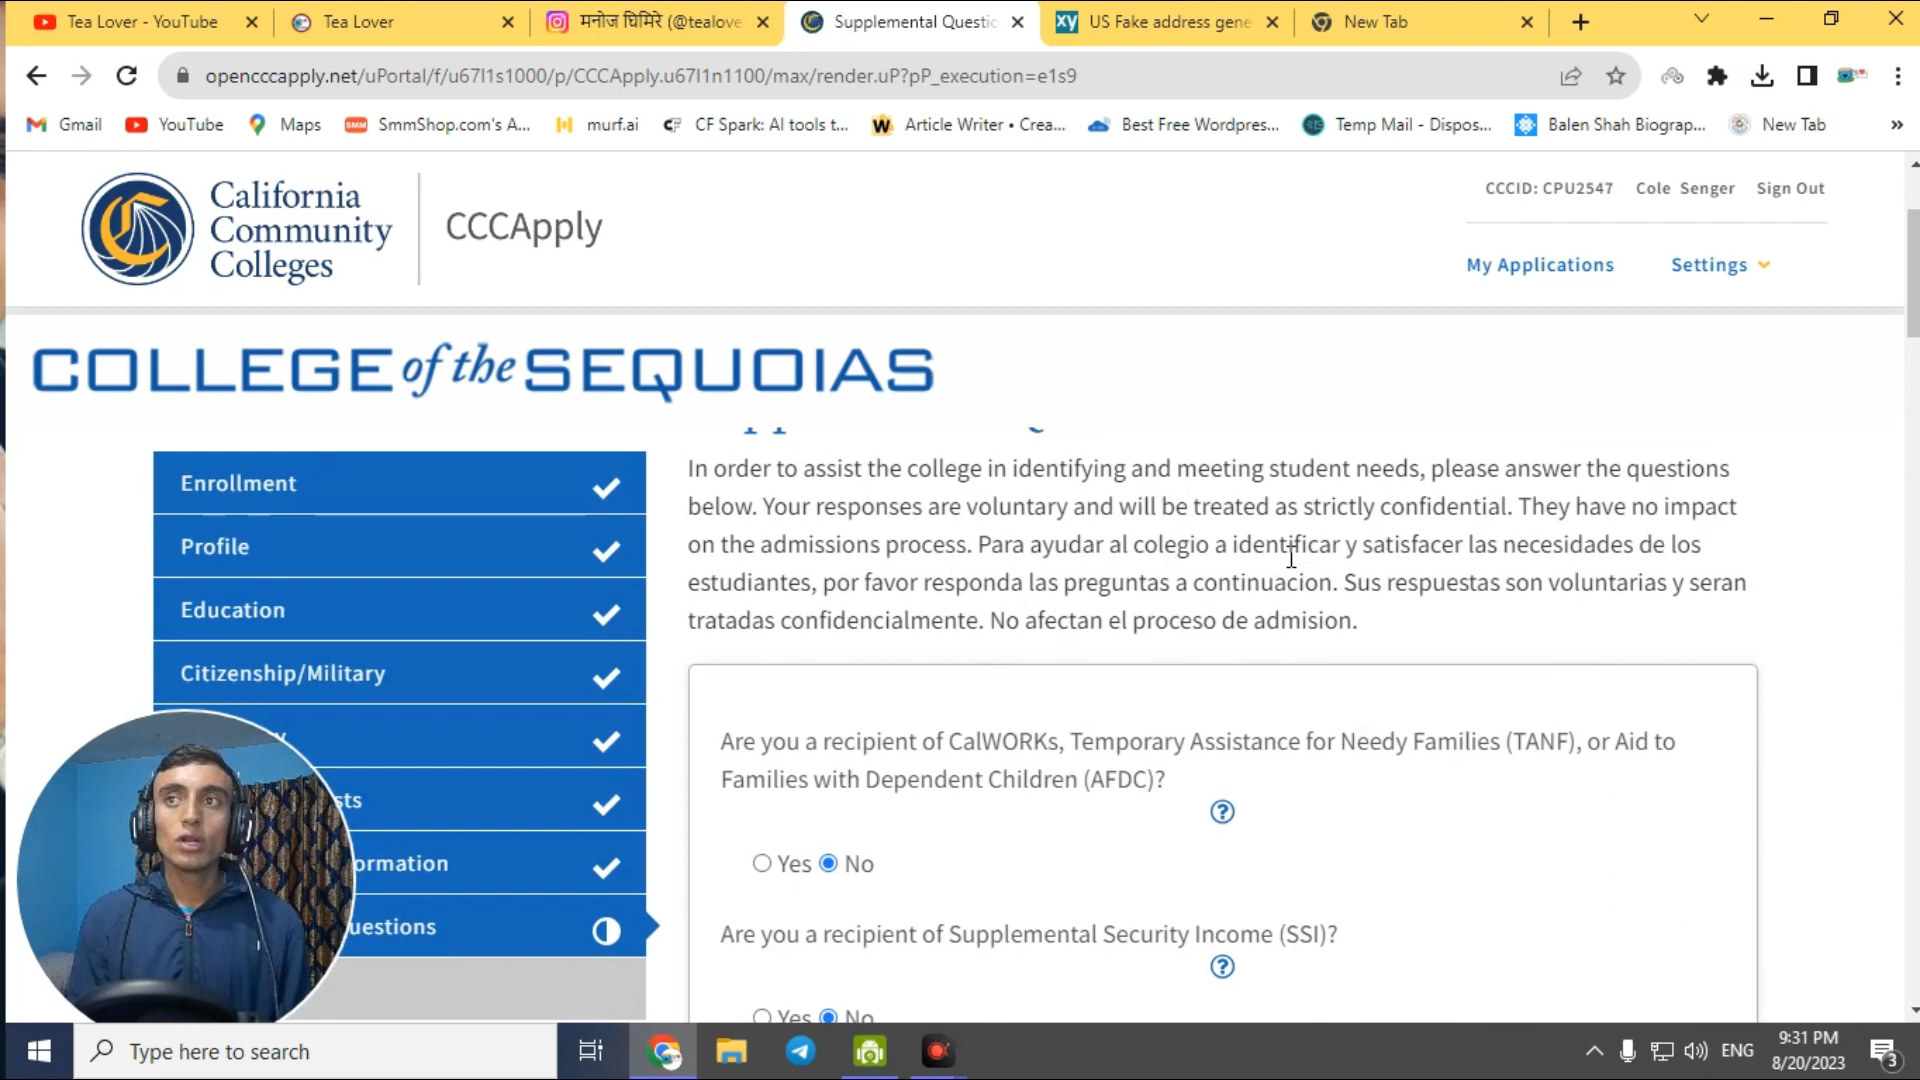 Tea Lover - YouTube
Tea Lover
मनोज घिमिरे (@tealove
Supplemental Questic
US Fake address gene
New Tab
opencccapply.net/uPortal/f/u67l1s1000/p/CCCApply.u67l1n1100/max/render.uP?pP_execution=e1s9
Gmail
YouTube
Maps
SMM
SmmShop.com's A...
murf.ai
CF Spark: AI tools t...
W
Article Writer • Crea...
Best Free Wordpres...
Temp Mail - Dispos...
Balen Shah Biograp...
New Tab
»
California
Community
Colleges
CCCApply
CCCID: CPU2547 Cole Senger Sign Out
My Applications
Settings
COLLEGE of the SEQUOIAS
Enrollment
Profile
Education
Citizenship/Military
sts
ormation
uestions
In order to assist the college in identifying and meeting student needs, please answer the questions
below. Your responses are voluntary and will be treated as strictly confidential. They have no impact
on the admissions process. Para ayudar al colegio a identificar y satisfacer las necesidades de los
estudiantes, por favor responda las preguntas a continuacion. Sus respuestas son voluntarias y seran
tratadas confidencialmente. No afectan el proceso de admision.
Are you a recipient of CalWORKs, Temporary Assistance for Needy Families (TANF), or Aid to
Families with Dependent Children (AFDC)?
?
Yes No
Are you a recipient of Supplemental Security Income (SSI)?
?
Yes No
Type here to search
ENG
9:31 PM
8/20/2023
3